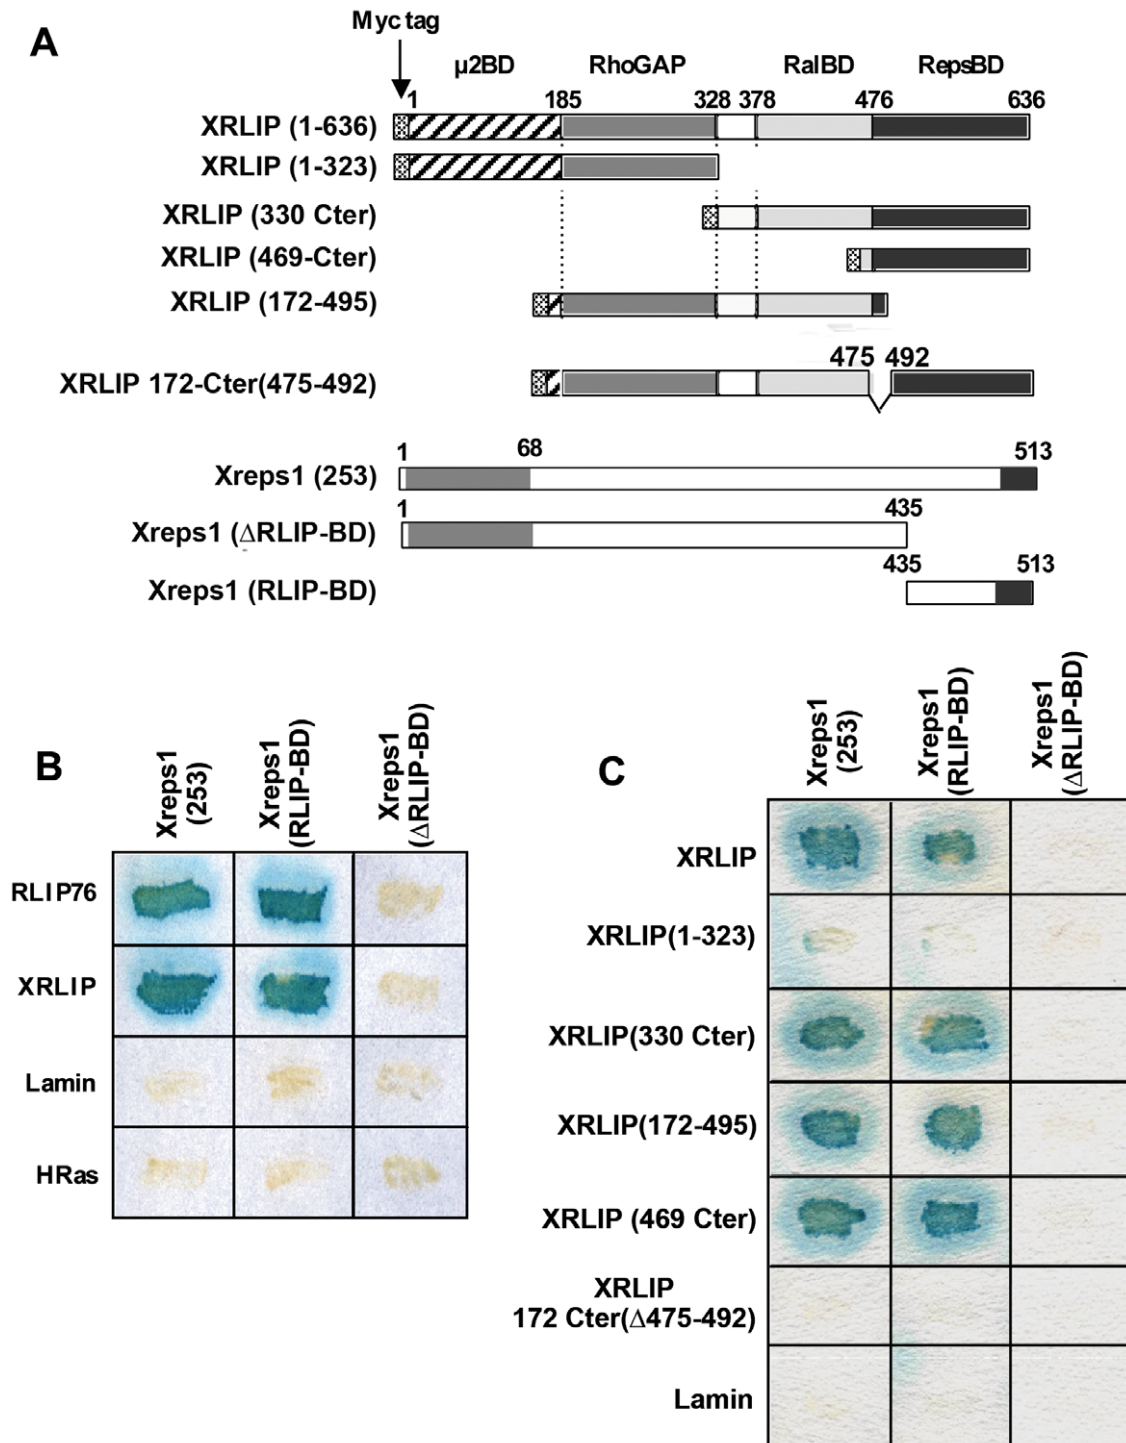 A
Myc tag
µ2BD RhoGAP RalBD RepsBD
1 185 328 378 476 636
XRLIP (1-636)
XRLIP (1-323)
XRLIP (330 Cter)
XRLIP (469-Cter)
XRLIP (172-495)
475 492
XRLIP 172-Cter(475-492)
1 68 513
Xreps1 (253)
1 435
Xreps1 (ΔRLIP-BD)
435 513
Xreps1 (RLIP-BD)
B
Xreps1
(253)
Xreps1
(RLIP-BD)
Xreps1
(ΔRLIP-BD)
RLIP76
XRLIP
Lamin
HRas
C
Xreps1
(253)
Xreps1
(RLIP-BD)
Xreps1
(ΔRLIP-BD)
XRLIP
XRLIP(1-323)
XRLIP(330 Cter)
XRLIP(172-495)
XRLIP (469 Cter)
XRLIP
172 Cter(Δ475-492)
Lamin